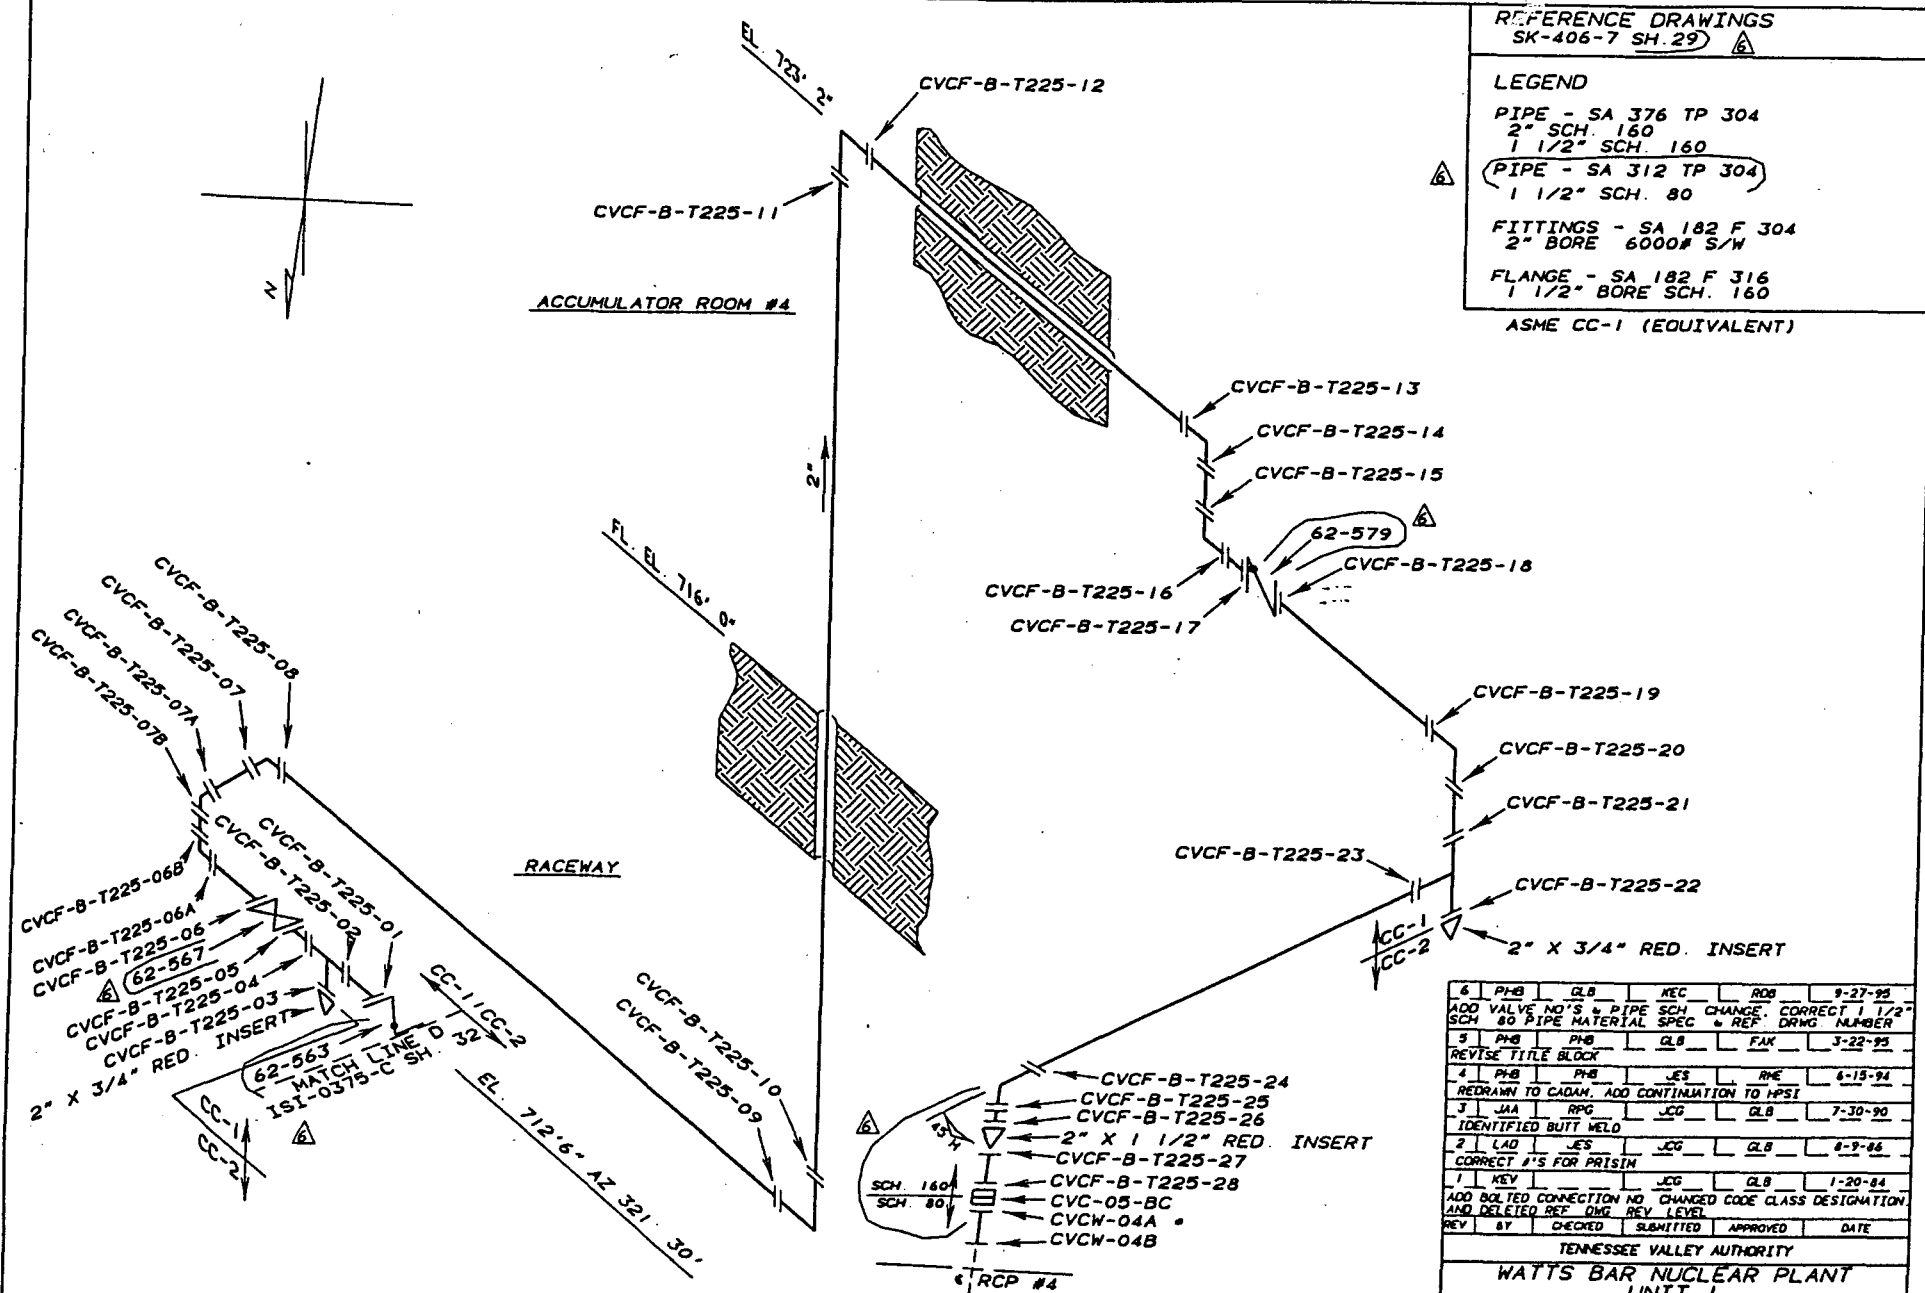 REFERENCE DRAWINGS
SK-406-7 SH.29
6
LEGEND
PIPE - SA 376 TP 304
2" SCH. 160
1 1/2" SCH. 160
6
PIPE - SA 312 TP 304
1 1/2" SCH. 80
FITTINGS - SA 182 F 304
2" BORE 6000# S/W
FLANGE - SA 182 F 316
1 1/2" BORE SCH. 160
ASME CC-1 (EQUIVALENT)
EL. 723' 2"
CVCF-B-T225-12
CVCF-B-T225-11
N
ACCUMULATOR ROOM #4
CVCF-B-T225-13
CVCF-B-T225-14
CVCF-B-T225-15
2"
6
62-579
CVCF-B-T225-18
CVCF-B-T225-16
CVCF-B-T225-17
FL. EL. 716' 0"
CVCF-B-T225-08
CVCF-B-T225-07
CVCF-B-T225-07A
CVCF-B-T225-07B
CVCF-B-T225-19
CVCF-B-T225-20
CVCF-B-T225-21
CVCF-B-T225-23
CVCF-B-T225-22
CC-1
CC-2
2" X 3/4" RED. INSERT
RACEWAY
CVCF-B-T225-01
CVCF-B-T225-02
CVCF-B-T225-06B
CVCF-B-T225-06A
CVCF-B-T225-06
6
62-567
CVCF-B-T225-05
CVCF-B-T225-04
CVCF-B-T225-03
2" X 3/4" RED. INSERT
62-563
MATCH LINE D
ISI-0375-C SH. 32
6
CC-1
CC-2
CC-1
CC-2
EL. 712'6" AZ 321 30'
CVCF-B-T225-10
CVCF-B-T225-09
CVCF-B-T225-24
CVCF-B-T225-25
CVCF-B-T225-26
2" X 1 1/2" RED. INSERT
CVCF-B-T225-27
CVCF-B-T225-28
CVC-05-BC
CVCW-04A
CVCW-04B
6
45 H
SCH. 160
SCH. 80
RCP #4
6 PHB GLB KEC ROB 9-27-95
ADD VALVE NO'S & PIPE SCH CHANGE. CORRECT 1 1/2"
SCH 80 PIPE MATERIAL SPEC & REF. DRWG NUMBER
5 PHB PHB GLB FAK 3-22-95
REVISE TITLE BLOCK
4 PHB PHB JES RHE 6-15-94
REDRAWN TO CADAM, ADD CONTINUATION TO HPSI
3 JAA RPG JCG GLB 7-30-90
IDENTIFIED BUTT WELD
2 LAD JES JCG GLB 8-9-86
CORRECT #'S FOR PRISIM
1 KEV JCG GLB 1-20-84
ADD BOLTED CONNECTION NO CHANGED CODE CLASS DESIGNATION,
AND DELETED REF DWG REV LEVEL
REV BY CHECKED SUBMITTED APPROVED DATE
TENNESSEE VALLEY AUTHORITY
WATTS BAR NUCLEAR PLANT
UNIT 1